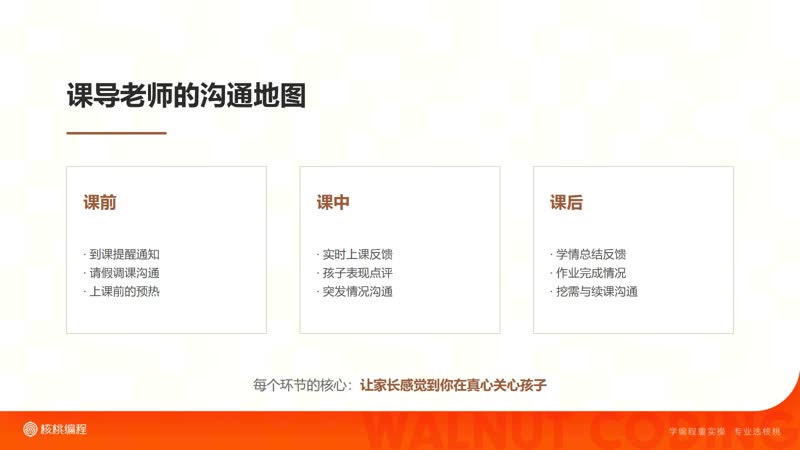 课导老师的沟通地图
课前
· 到课提醒通知
· 请假调课沟通
· 上课前的预热
课中
· 实时上课反馈
· 孩子表现点评
· 突发情况沟通
课后
· 学情总结反馈
· 作业完成情况
· 挖需与续课沟通
每个环节的核心：让家长感觉到你在真心关心孩子
核桃编程
WALNUT CODING
学编程重实操 专业选核桃